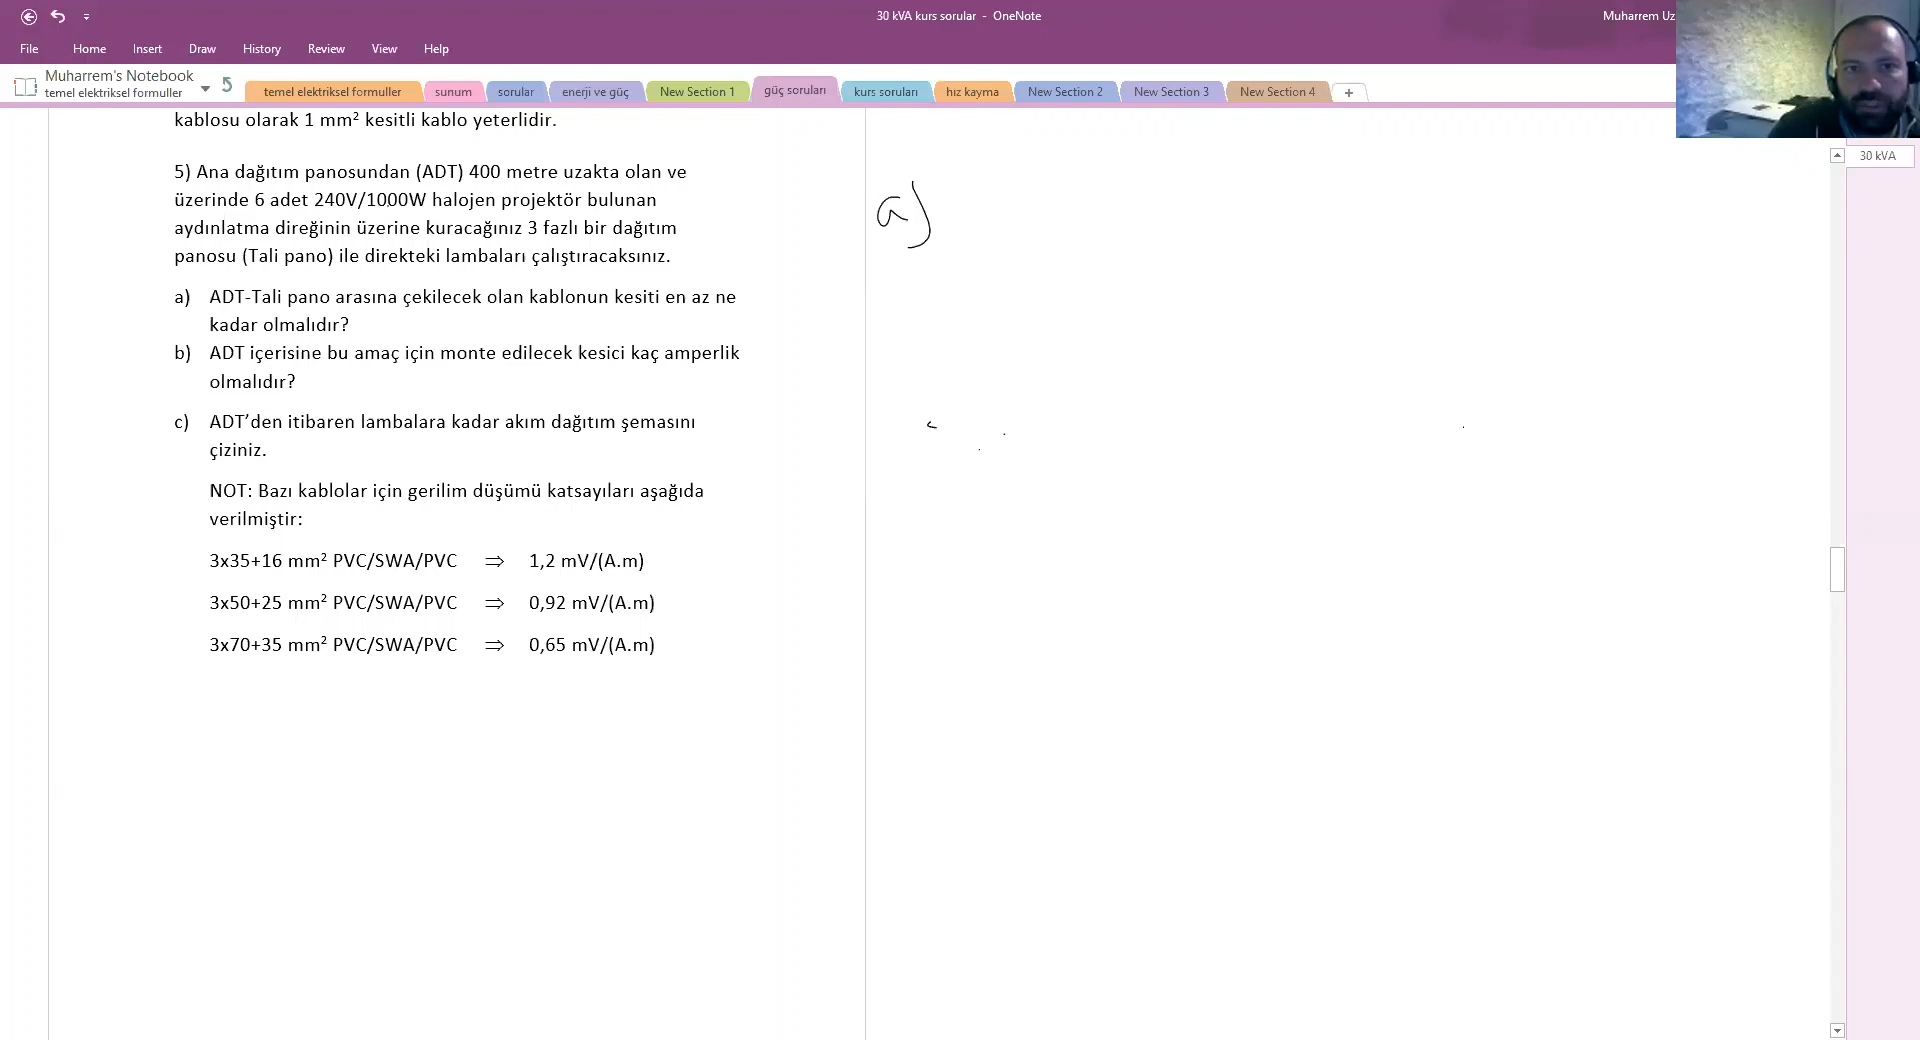 30 kVA kurs sorular - OneNote
Muharrem Uz
File Home Insert Draw History Review View Help
Muharrem's Notebook
temel elektriksel formuller
temel elektriksel formuller sunum sorular enerji ve güç New Section 1 güç soruları kurs soruları hız kayma New Section 2 New Section 3 New Section 4 +
30 kVA
kablosu olarak 1 mm² kesitli kablo yeterlidir.
5) Ana dağıtım panosundan (ADT) 400 metre uzakta olan ve
üzerinde 6 adet 240V/1000W halojen projektör bulunan
aydınlatma direğinin üzerine kuracağınız 3 fazlı bir dağıtım
panosu (Tali pano) ile direkteki lambaları çalıştıracaksınız.
a) ADT-Tali pano arasına çekilecek olan kablonun kesiti en az ne
kadar olmalıdır?
b) ADT içerisine bu amaç için monte edilecek kesici kaç amperlik
olmalıdır?
c) ADT’den itibaren lambalara kadar akım dağıtım şemasını
çiziniz.
NOT: Bazı kablolar için gerilim düşümü katsayıları aşağıda
verilmiştir:
3x35+16 mm² PVC/SWA/PVC ⇒ 1,2 mV/(A.m)
3x50+25 mm² PVC/SWA/PVC ⇒ 0,92 mV/(A.m)
3x70+35 mm² PVC/SWA/PVC ⇒ 0,65 mV/(A.m)
a)